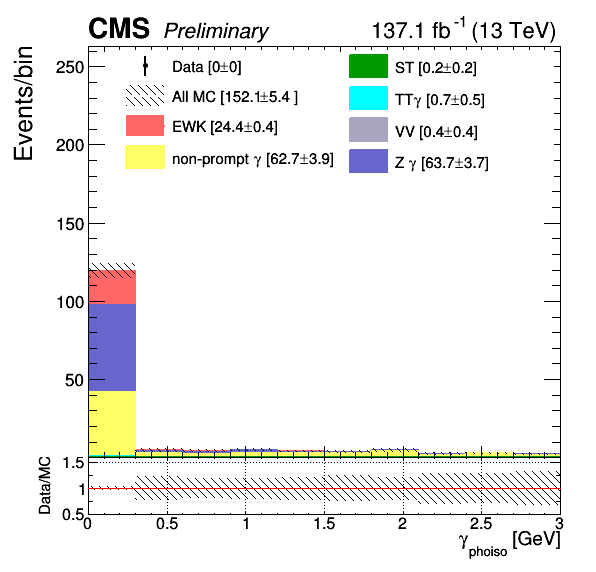 CMS Preliminary 137.1 fb⁻¹ (13 TeV)
Events/bin
250
200
150
100
50
Data [0±0]
All MC [152.1±5.4 ]
EWK [24.4±0.4]
non-prompt γ [62.7±3.9]
ST [0.2±0.2]
TTγ [0.7±0.5]
VV [0.4±0.4]
Z γ [63.7±3.7]
Data/MC
1.5
1
0.5
0 0.5 1 1.5 2 2.5 3
γphoiso [GeV]